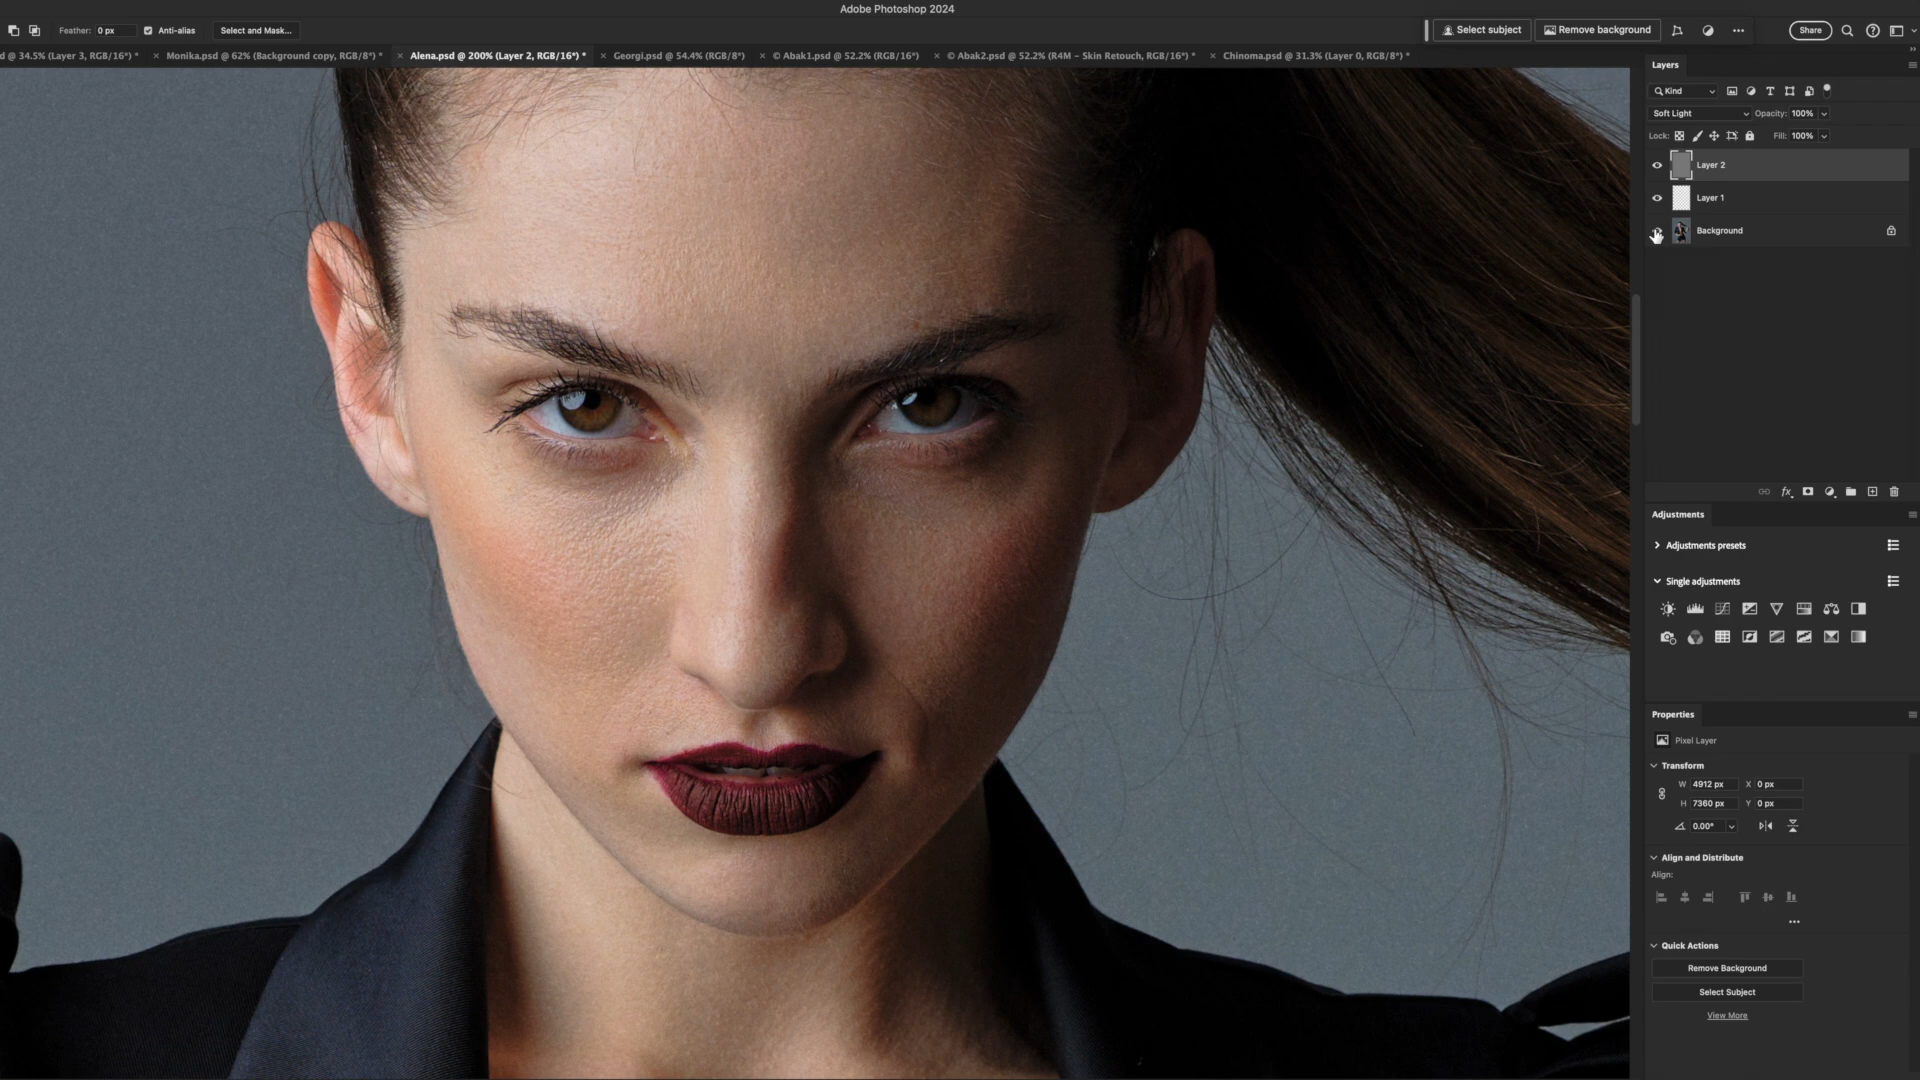 Adobe Photoshop 2024
Feather: 0 px Anti-alias Select and Mask...
Select subject Remove background Share
d @ 34.5% (Layer 3, RGB/16*) * × Monika.psd @ 62% (Background copy, RGB/8*) * × Alena.psd @ 200% (Layer 2, RGB/16*) * × Georgi.psd @ 54.4% (RGB/8*) × © Abak1.psd @ 52.2% (RGB/16*) × © Abak2.psd @ 52.2% (R4M – Skin Retouch, RGB/16*) * × Chinoma.psd @ 31.3% (Layer 0, RGB/8*) *
Layers
Kind
Soft Light Opacity: 100%
Lock: Fill: 100%
Layer 2
Layer 1
Background
fx
Adjustments
Adjustments presets
Single adjustments
Properties
Pixel Layer
Transform
W 4912 px X 0 px
H 7360 px Y 0 px
0.00°
Align and Distribute
Align:
Quick Actions
Remove Background
Select Subject
View More